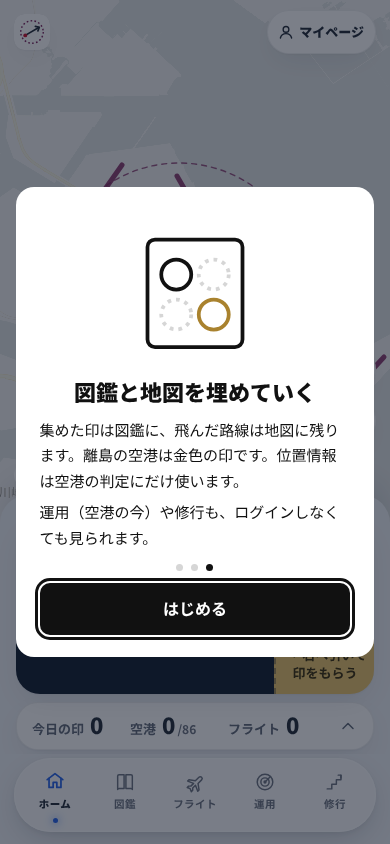 マイページ
図鑑と地図を埋めていく
集めた印は図鑑に、飛んだ路線は地図に残り
ます。離島の空港は金色の印です。位置情報
は空港の判定にだけ使います。
運用（空港の今）や修行も、ログインしなく
ても見られます。
はじめる
印をもらう
今日の印 0 空港 0 /86 フライト 0
ホーム 図鑑 フライト 運用 修行